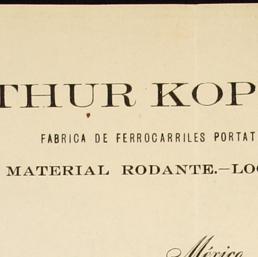 THUR KOP
FABRICA DE FERROCARRILES PORTAT
MATERIAL RODANTE.—LOC
México